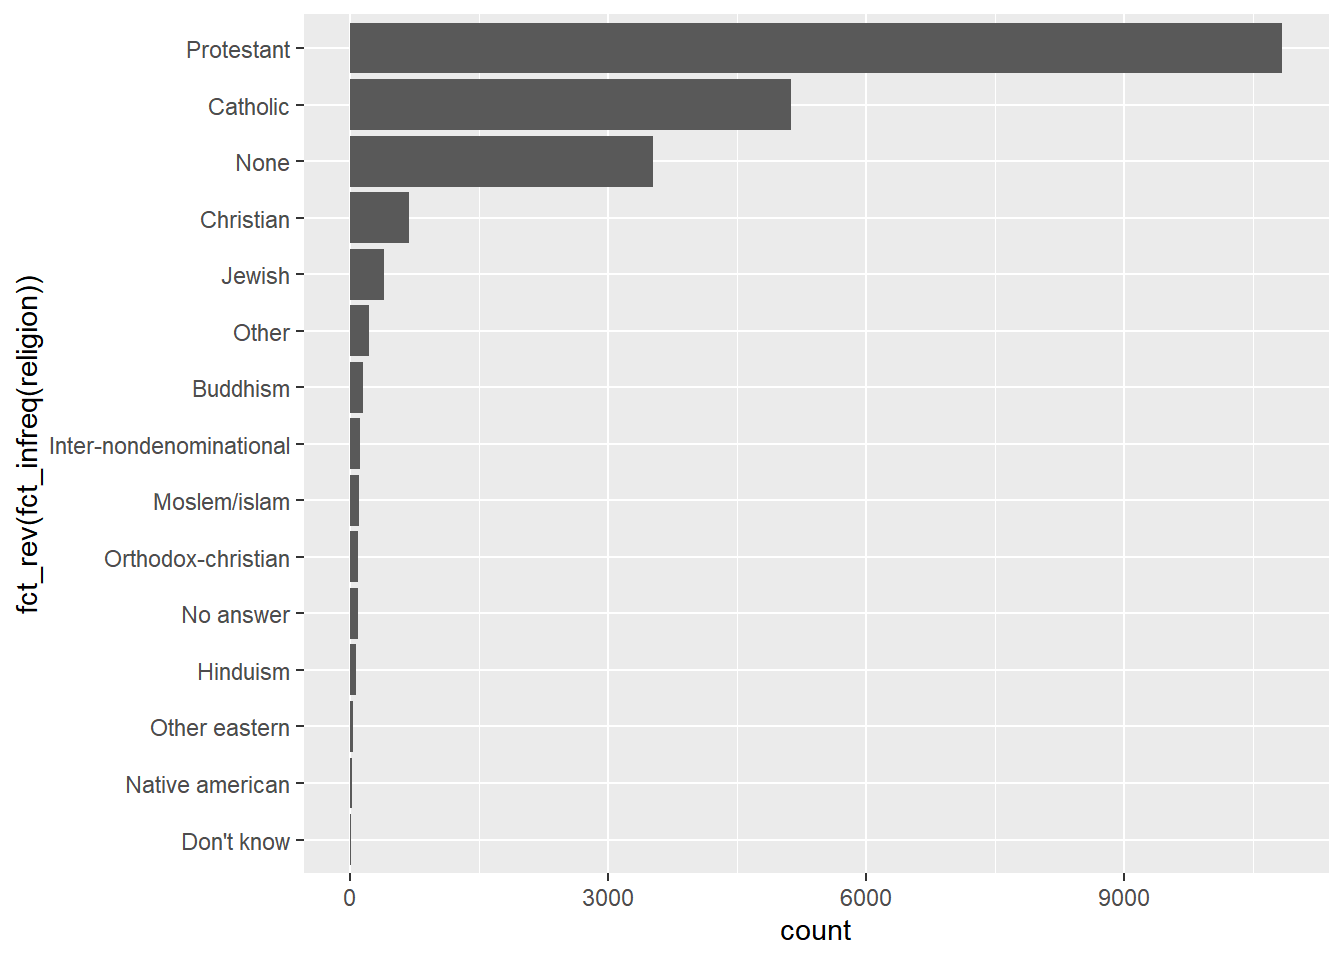 fct_rev(fct_infreq(religion))
Protestant
Catholic
None
Christian
Jewish
Other
Buddhism
Inter-nondenominational
Moslem/islam
Orthodox-christian
No answer
Hinduism
Other eastern
Native american
Don't know
0 3000 6000 9000
count